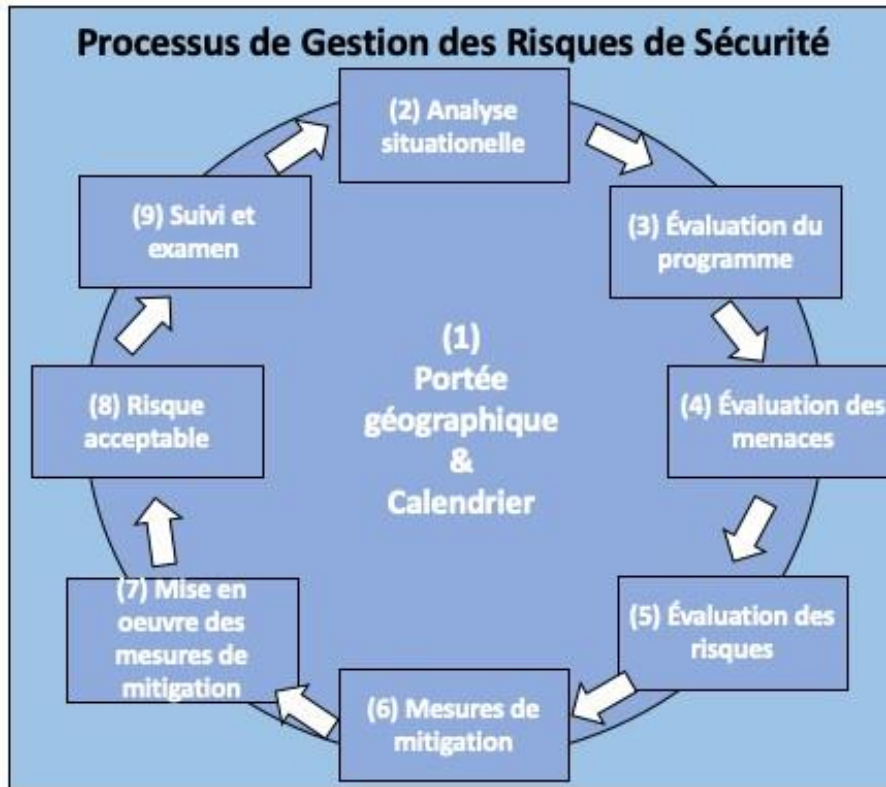 Processus de Gestion des Risques de Sécurité
(1)
Portée
géographique
&
Calendrier
(2) Analyse
situationelle
(3) Évaluation du
programme
(4) Évaluation des
menaces
(5) Évaluation des
risques
(6) Mesures de
mitigation
(7) Mise en
oeuvre des
mesures de
mitigation
(8) Risque
acceptable
(9) Suivi et
examen